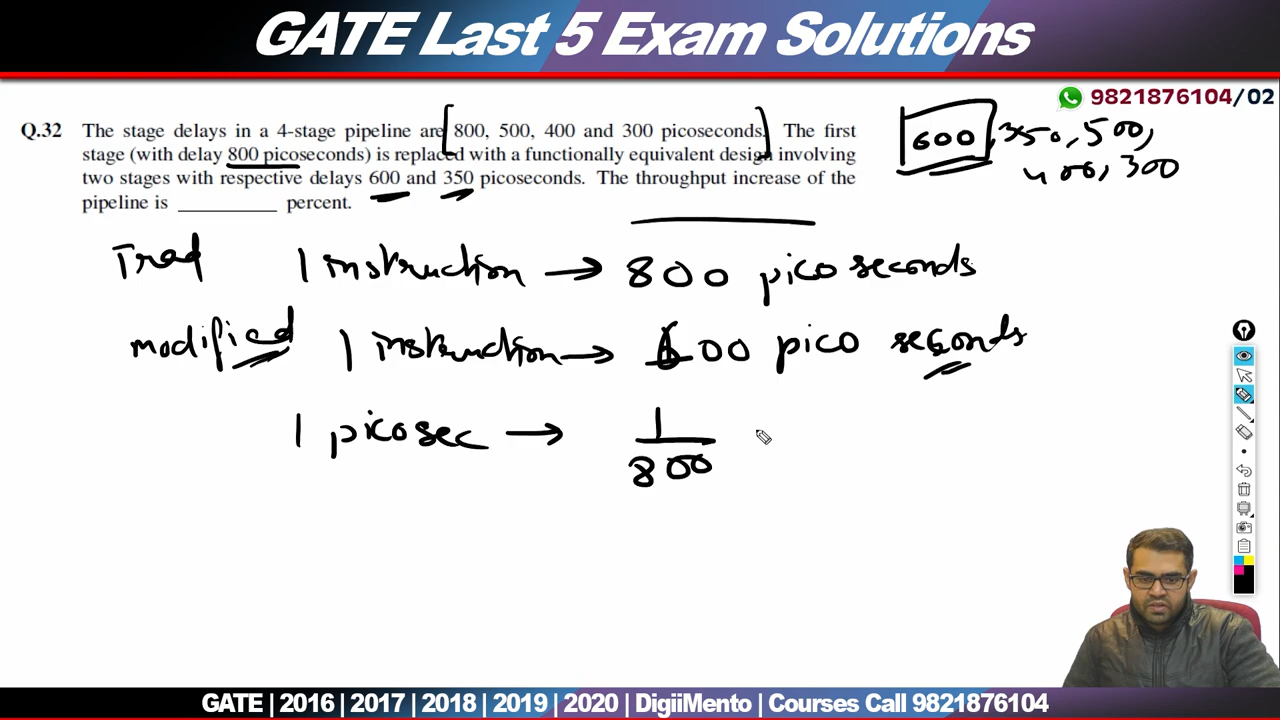 GATE Last 5 Exam Solutions
9821876104/02
Q.32 The stage delays in a 4-stage pipeline are 800, 500, 400 and 300 picoseconds. The first
stage (with delay 800 picoseconds) is replaced with a functionally equivalent design involving
two stages with respective delays 600 and 350 picoseconds. The throughput increase of the
pipeline is __________ percent.
600, 350, 500,
400, 300
Trad 1 instruction → 800 pico seconds
modified 1 instruction → 600 pico seconds
1 picosec → 1/800
GATE | 2016 | 2017 | 2018 | 2019 | 2020 | DigiiMento | Courses Call 9821876104